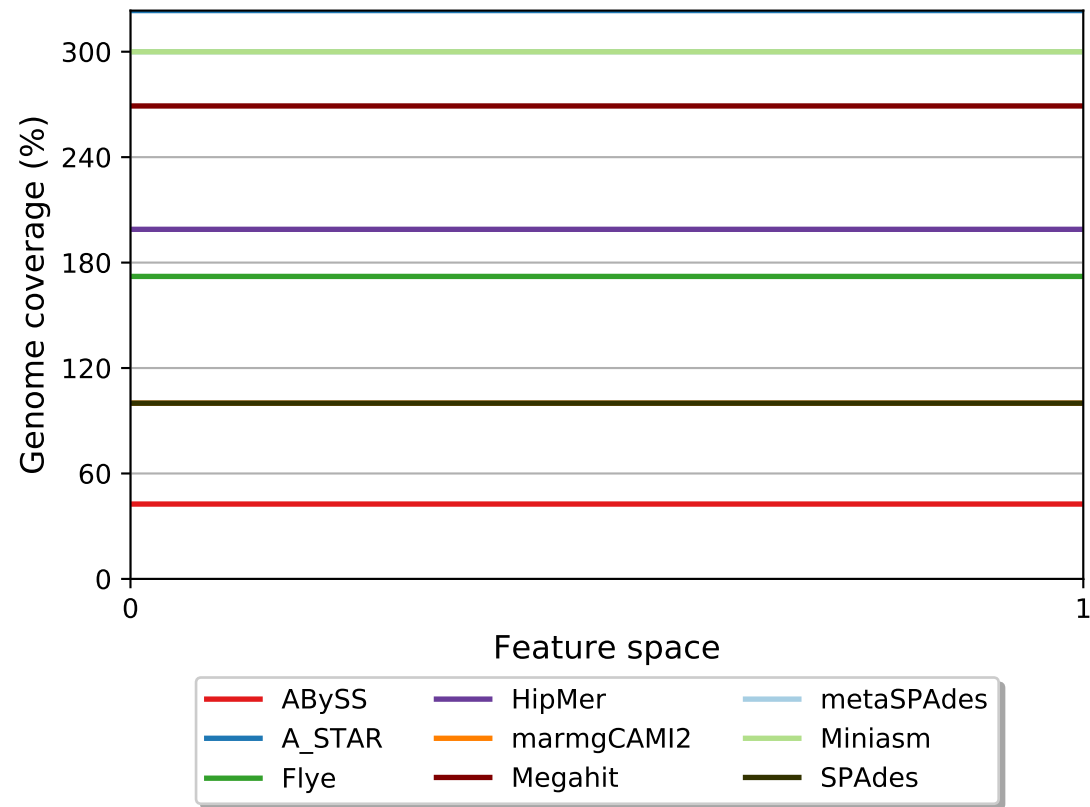 300
240
180
120
60
0
Genome coverage (%)
0 1
Feature space
ABySS HipMer metaSPAdes
A_STAR marmgCAMI2 Miniasm
Flye Megahit SPAdes